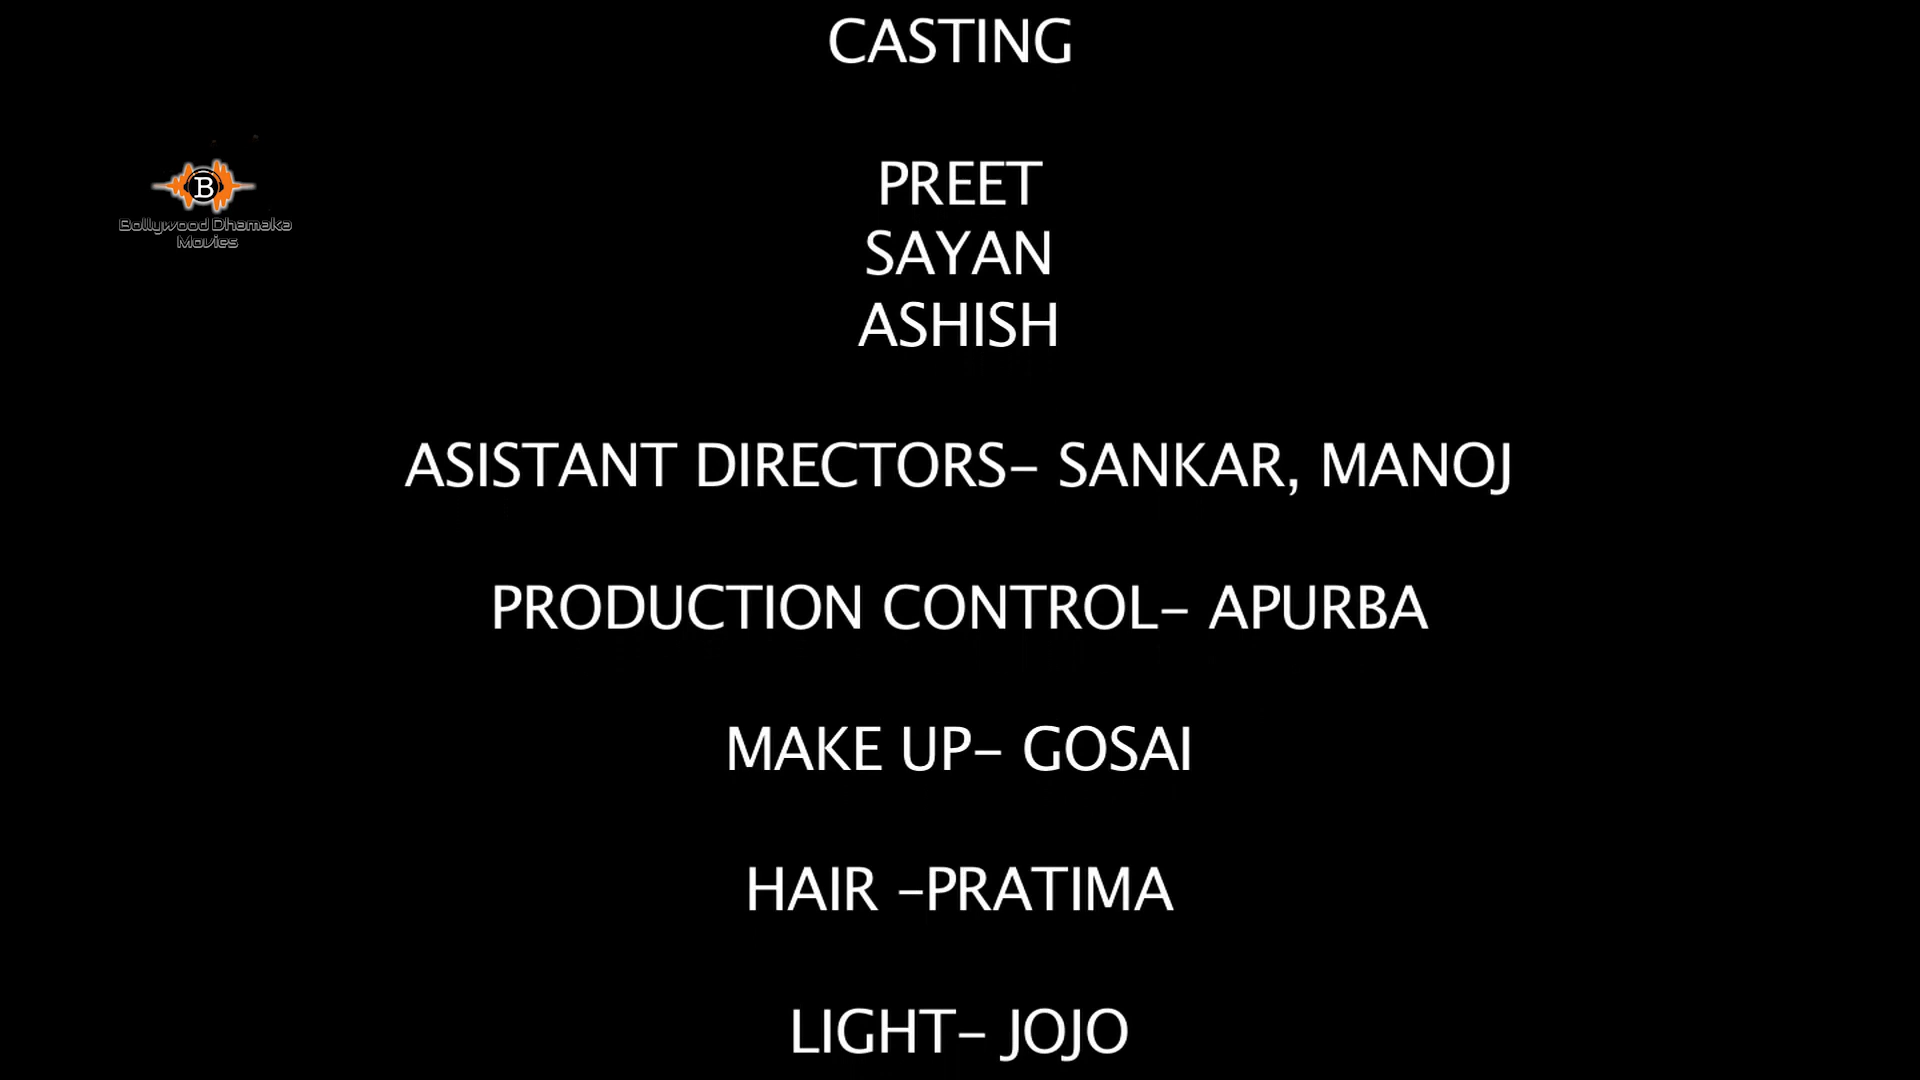 CASTING
B
Bollywood Dhamaka
Movies
PREET
SAYAN
ASHISH
ASISTANT DIRECTORS- SANKAR, MANOJ
PRODUCTION CONTROL- APURBA
MAKE UP- GOSAI
HAIR -PRATIMA
LIGHT- JOJO